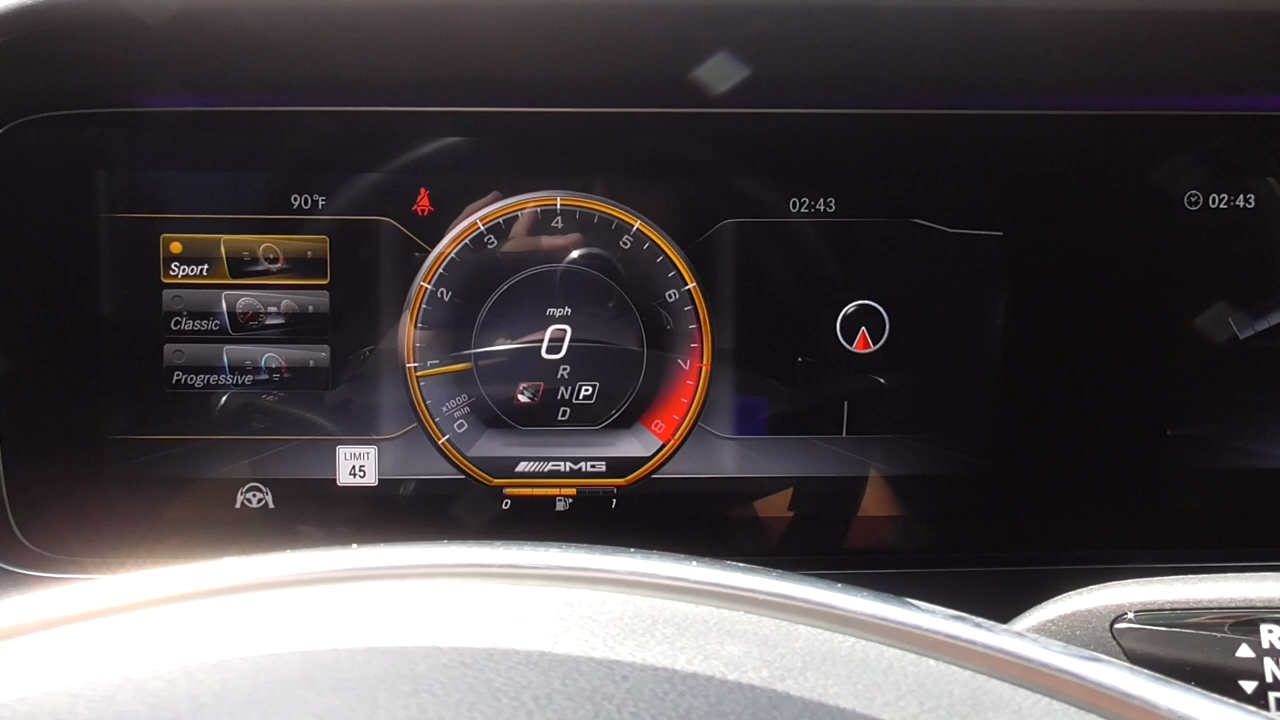 90°F
02:43
02:43
Sport
Classic
Progressive
0
1
2
3
4
5
6
7
8
x1000
min
mph
0
R
N P
D
AMG
LIMIT
45
0 1
R
N
D